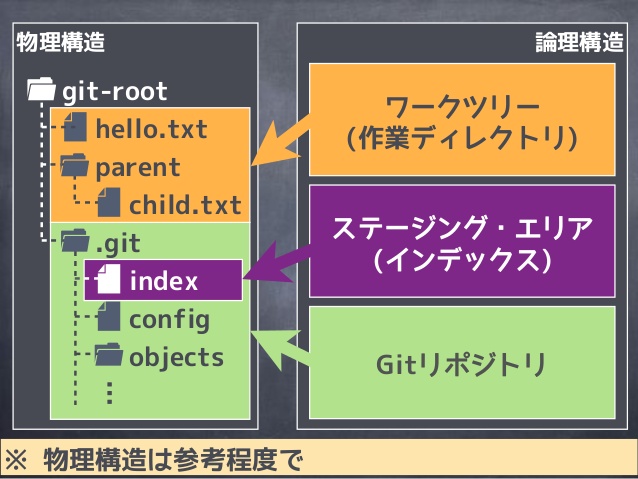 物理構造
git-root
hello.txt
parent
child.txt
.git
index
config
objects
⋮
論理構造
ワークツリー
(作業ディレクトリ)
ステージング・エリア
(インデックス)
Gitリポジトリ
※ 物理構造は参考程度で